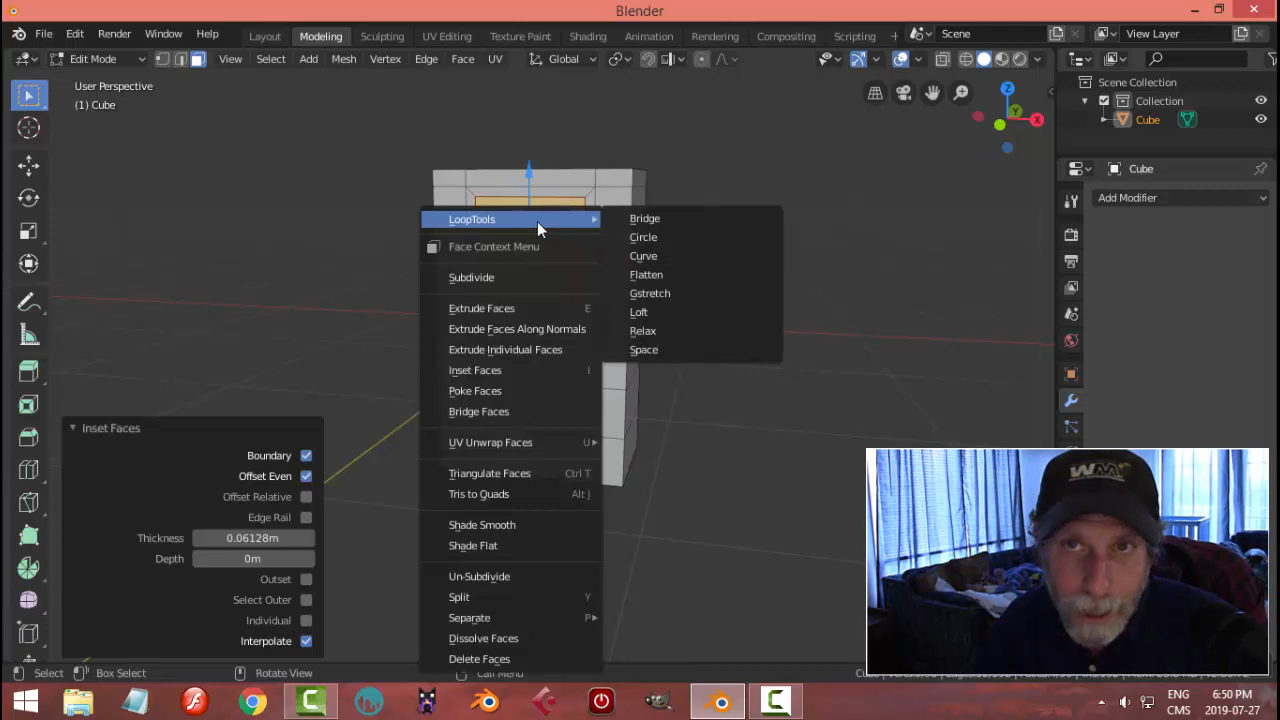 Blender
File Edit Render Window Help
Layout Modeling Sculpting UV Editing Texture Paint Shading Animation Rendering Compositing Scripting +
Scene
View Layer
Edit Mode
View Select Add Mesh Vertex Edge Face UV
Global
User Perspective
(1) Cube
Z
Y
X
Scene Collection
Collection
Cube
Cube
Add Modifier
LoopTools
Face Context Menu
Subdivide
Extrude Faces E
Extrude Faces Along Normals
Extrude Individual Faces
Inset Faces I
Poke Faces
Bridge Faces
UV Unwrap Faces U
Triangulate Faces Ctrl T
Tris to Quads Alt J
Shade Smooth
Shade Flat
Un-Subdivide
Split Y
Separate P
Dissolve Faces
Delete Faces
Bridge
Circle
Curve
Flatten
Gstretch
Loft
Relax
Space
Inset Faces
Boundary
Offset Even
Offset Relative
Edge Rail
Thickness 0.06128m
Depth 0m
Outset
Select Outer
Individual
Interpolate
WM
Select
Box Select
Rotate View
Call Menu
ENG
CMS
6:50 PM
2019-07-27